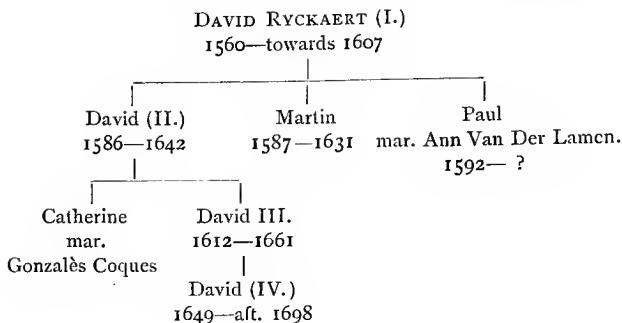 DAVID RYCKAERT (I.)
1560—towards 1607
David (II.)
1586—1642
Martin
1587—1631
Paul
mar. Ann Van Der Lamen.
1592— ?
Catherine
mar.
Gonzalès Coques
David III.
1612—1661
David (IV.)
1649—aft. 1698